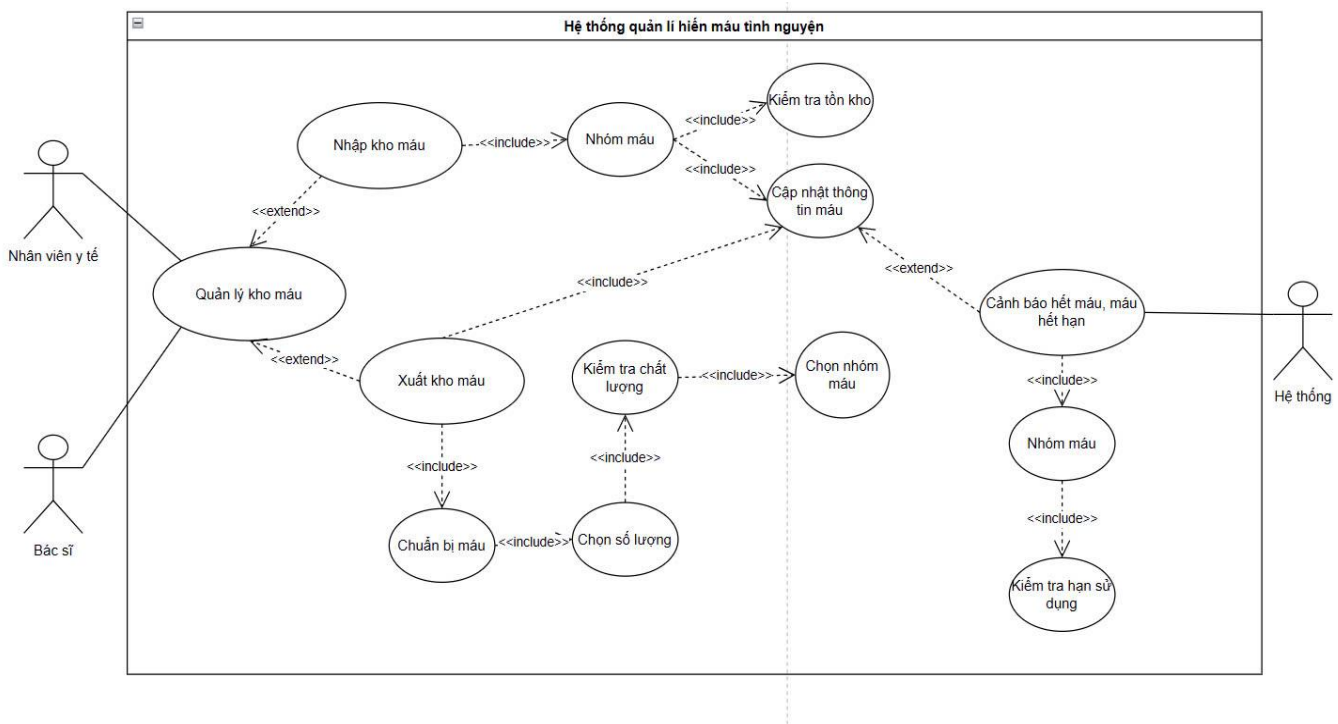 Hệ thống quản lí hiến máu tình nguyện
Kiểm tra tồn kho
<<include>>
Nhập kho máu
<<include>>
Nhóm máu
<<include>>
Cập nhật thông
tin máu
<<extend>>
Nhân viên y tế
<<extend>>
<<include>>
Quản lý kho máu
Cảnh báo hết máu, máu
hết hạn
<<extend>>
Xuất kho máu
Kiểm tra chất
lượng
<<include>>
Chọn nhóm
máu
<<include>>
Hệ thống
Nhóm máu
<<include>>
<<include>>
Bác sĩ
Chuẩn bị máu
<<include>>
Chọn số lượng
<<include>>
Kiểm tra hạn sử
dụng